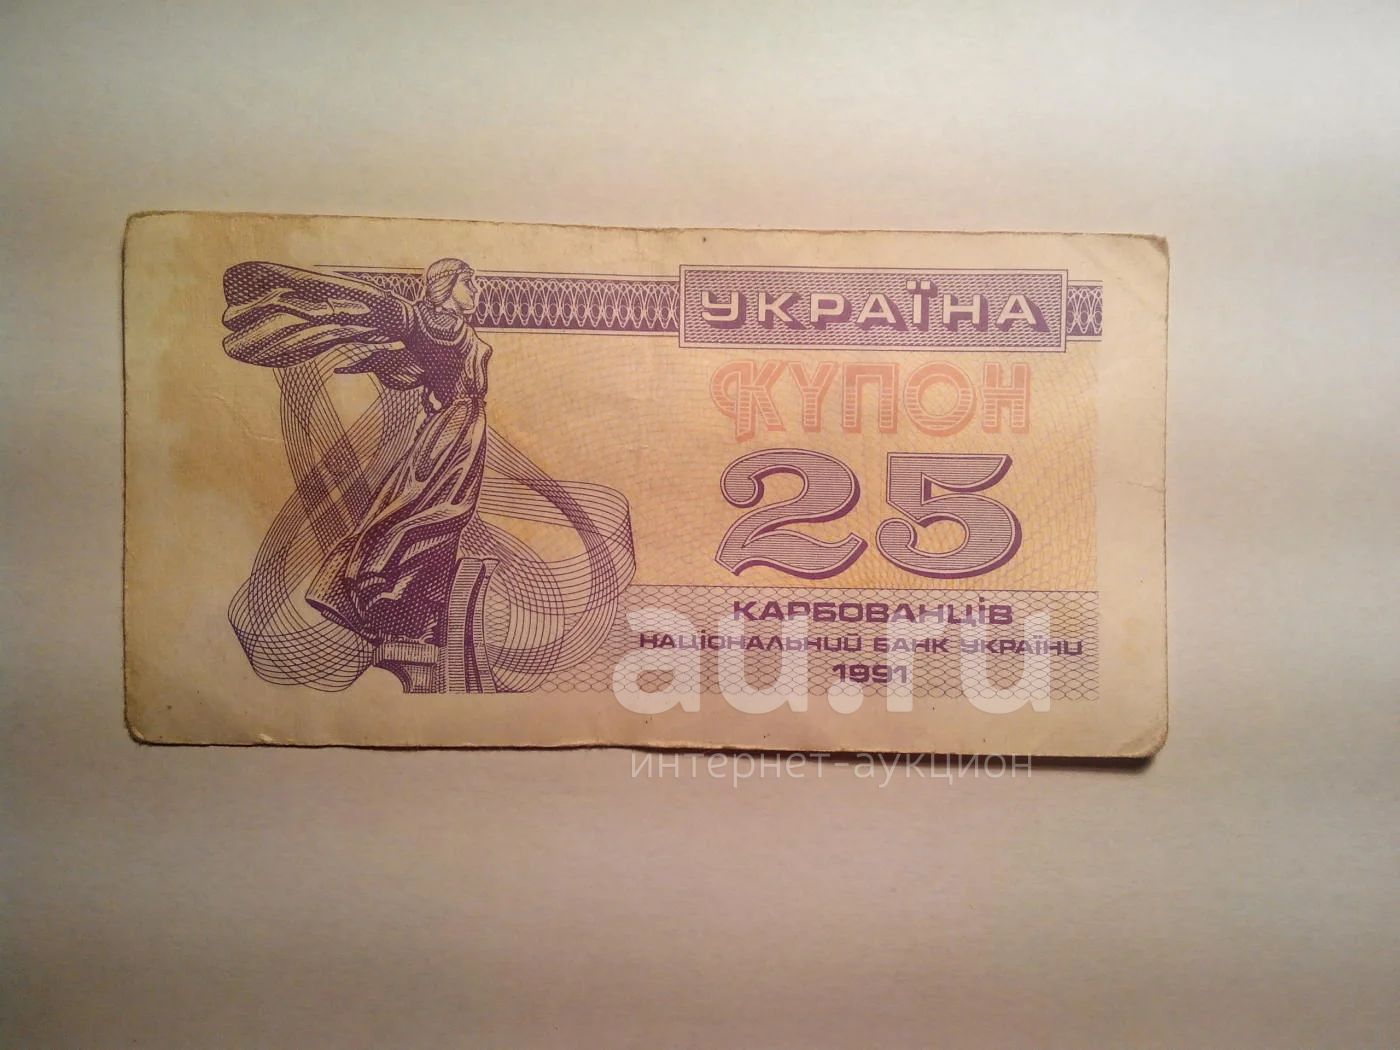 УКРАЇНА
КУПОН
25
КАРБОВАНЦІВ
НАЦІОНАЛЬНИЙ БАНК УКРАЇНИ
1991
au.ru
интернет-аукцион